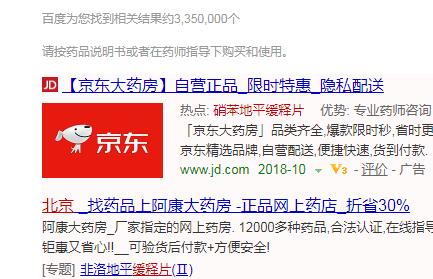 百度为您找到相关结果约3,350,000个
请按药品说明书或者在药师指导下购买和使用。
JD 【京东大药房】自营正品_限时特惠_隐私配送
热点: 硝苯地平缓释片 优势: 专业药师咨询
「京东大药房」品类齐全,爆款限时秒,省时更
京东精选品牌,自营配送,便捷快速,货到付款.
京东
www.jd.com 2018-10 V3 - 评价 - 广告
北京_找药品上阿康大药房 -正品网上药店_折省30%
阿康大药房_厂家指定的网上药房. 12000多种药品,合法认证,在线指导
钜惠又省心!!__可验货后付款+方便安全!
[专题] 非洛地平缓释片(Ⅱ)